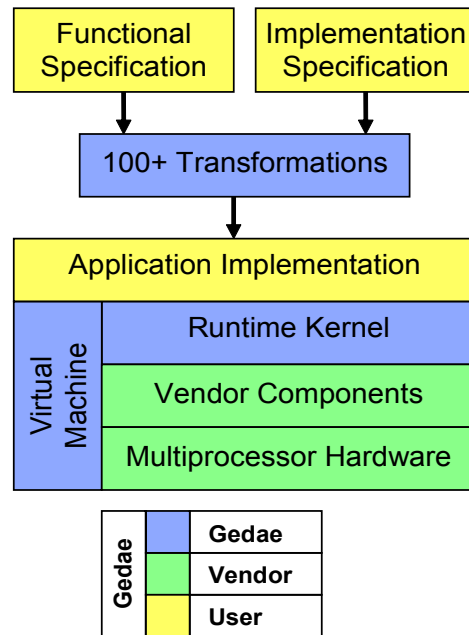 Functional
Specification
Implementation
Specification
100+ Transformations
Application Implementation
Virtual
Machine
Runtime Kernel
Vendor Components
Multiprocessor Hardware
Gedae
Gedae
Vendor
User